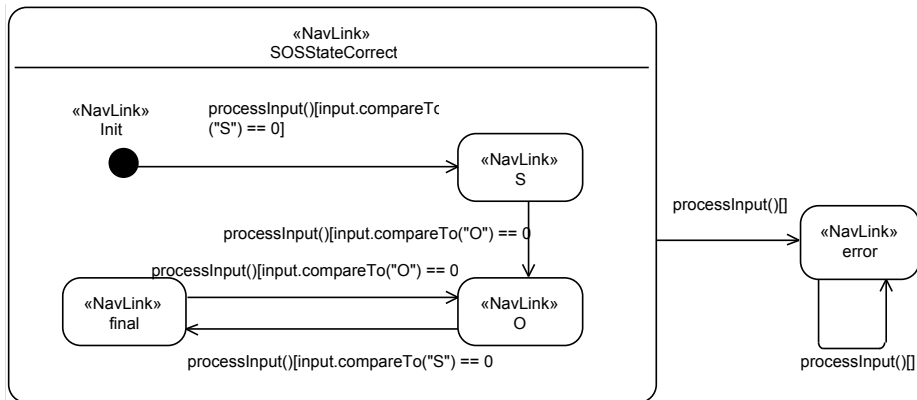 «NavLink»
SOSStateCorrect
«NavLink»
Init
processInput()[input.compareTo
("S") == 0]
«NavLink»
S
processInput()[]
«NavLink»
error
processInput()[input.compareTo("O") == 0
processInput()[input.compareTo("O") == 0
«NavLink»
final
«NavLink»
O
processInput()[input.compareTo("S") == 0
processInput()[]